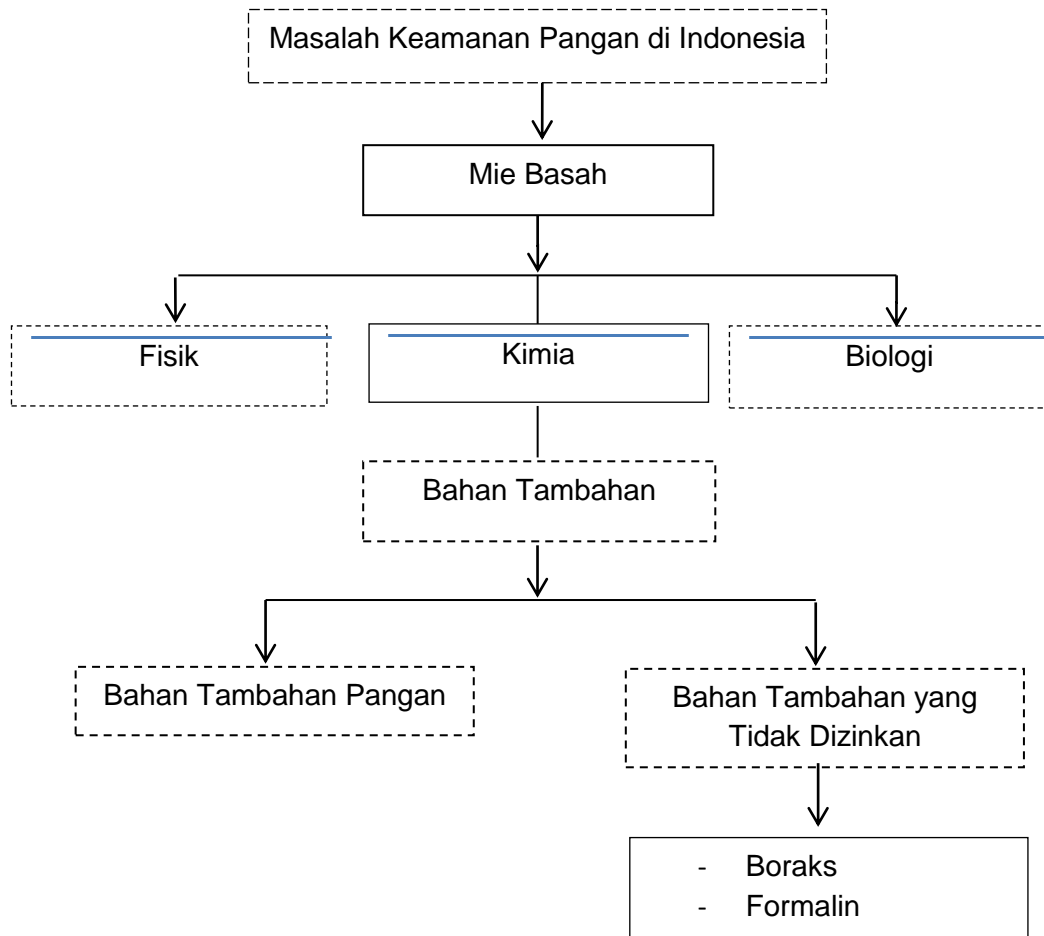 Masalah Keamanan Pangan di Indonesia
Mie Basah
Fisik
Kimia
Biologi
Bahan Tambahan
Bahan Tambahan Pangan
Bahan Tambahan yang
Tidak Dizinkan
- Boraks
- Formalin